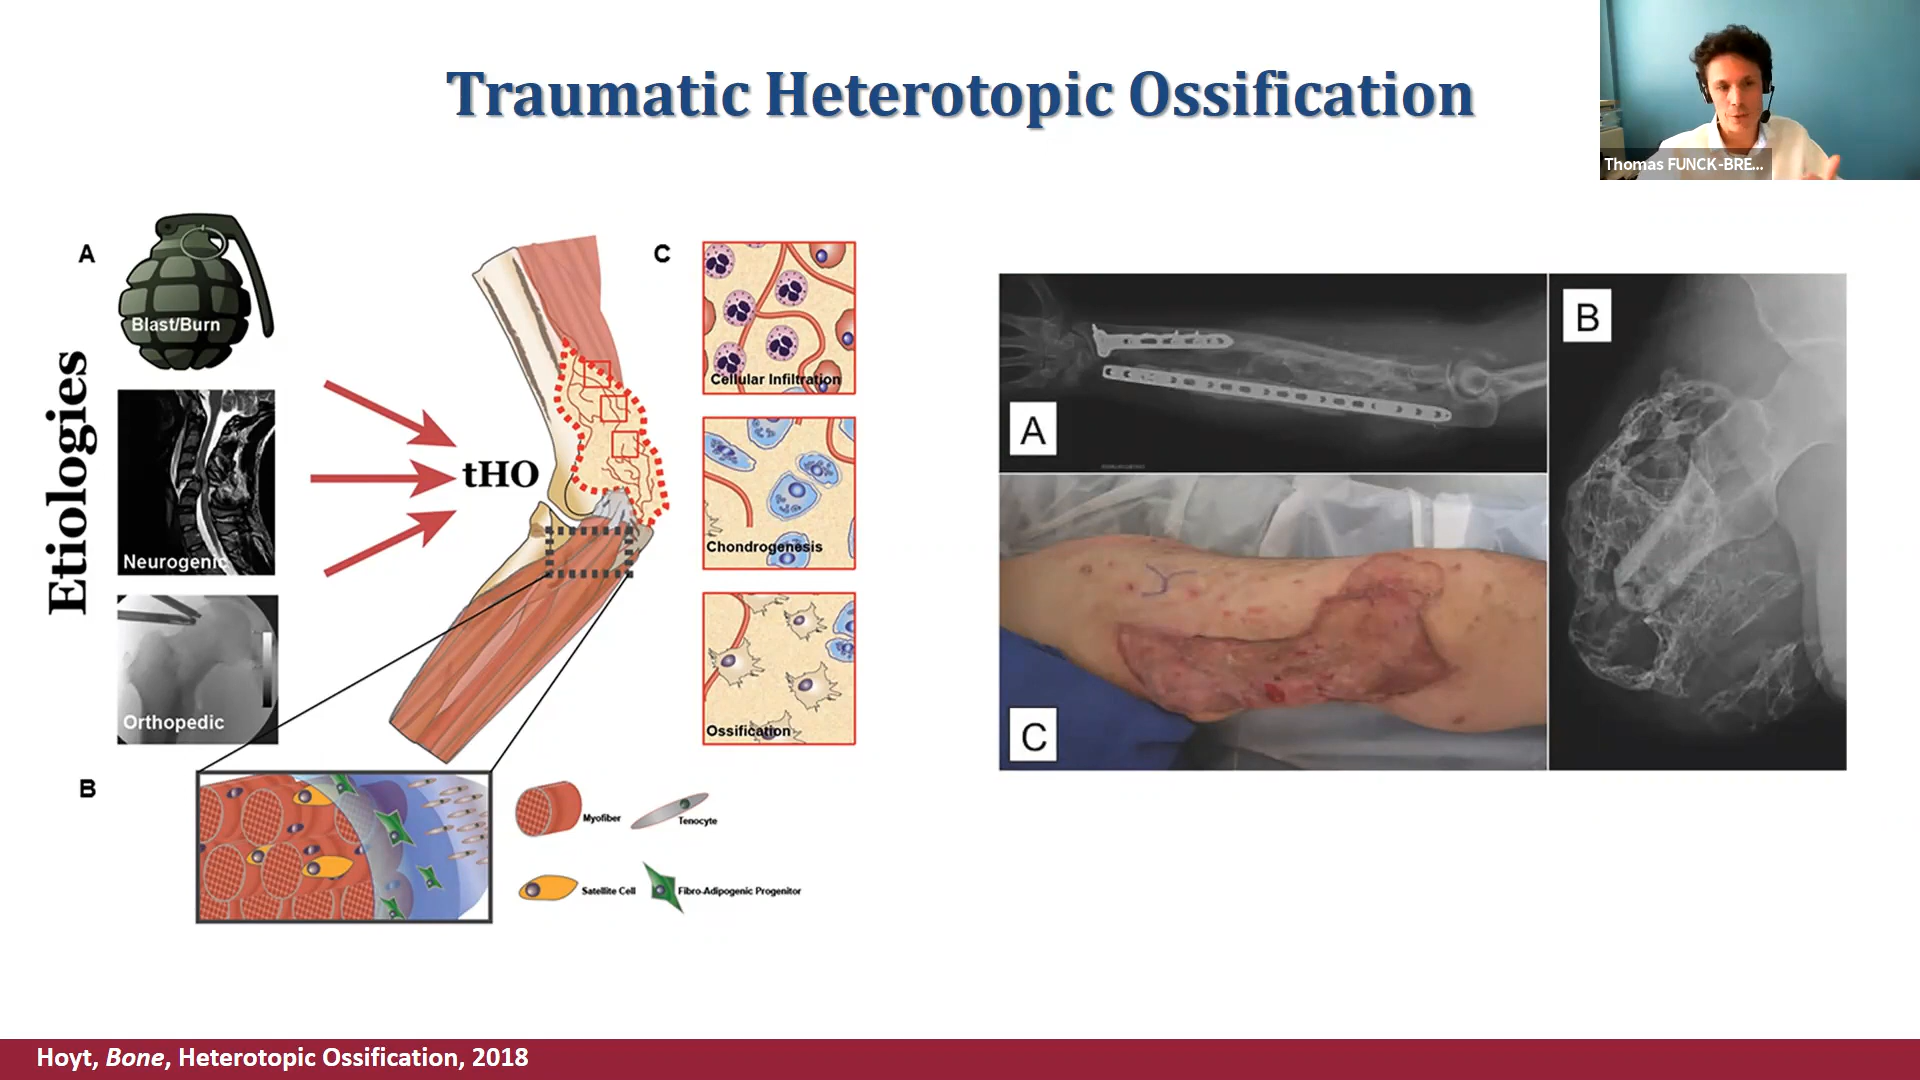 Traumatic Heterotopic Ossification
Thomas FUNCK-BRE...
Etiologies
A
Blast/Burn
Neurogenic
Orthopedic
tHO
C
Cellular Infiltration
Chondrogenesis
Ossification
B
Myofiber
Tenocyte
Satellite Cell
Fibro-Adipogenic Progenitor
A
B
C
Hoyt, Bone, Heterotopic Ossification, 2018